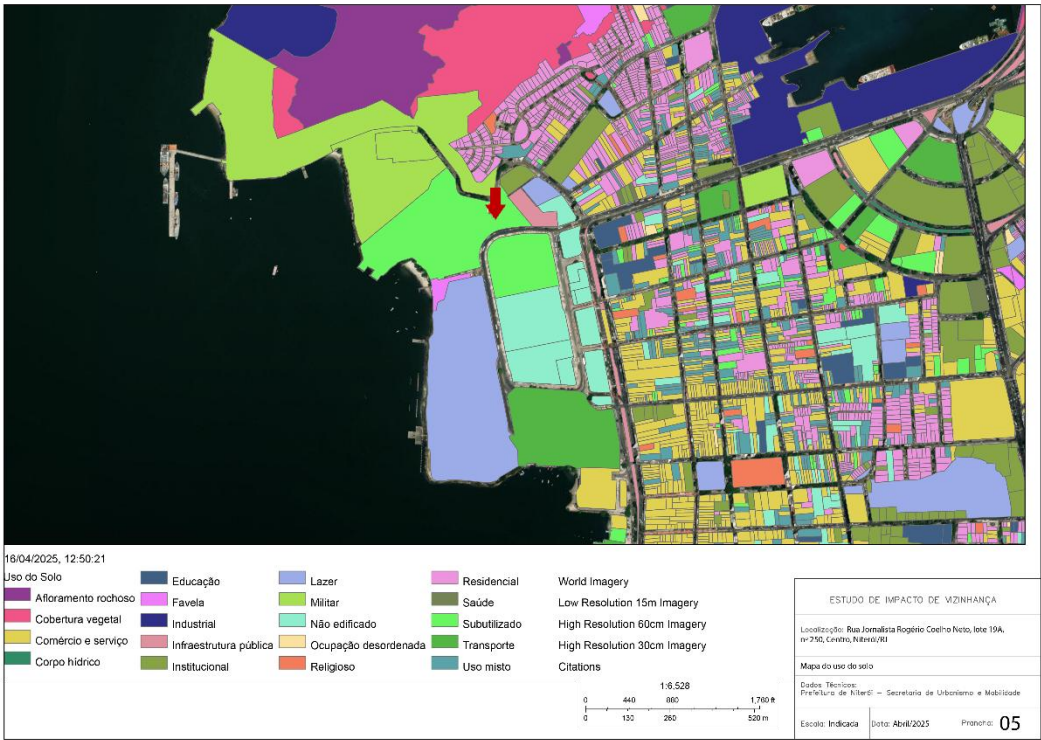 16/04/2025, 12:50:21
Uso do Solo
Afloramento rochoso
Cobertura vegetal
Comércio e serviço
Corpo hídrico
Educação
Favela
Industrial
Infraestrutura pública
Institucional
Lazer
Militar
Não edificado
Ocupação desordenada
Religioso
Residencial
Saúde
Subutilizado
Transporte
Uso misto
World Imagery
Low Resolution 15m Imagery
High Resolution 60cm Imagery
High Resolution 30cm Imagery
Citations
1:6.528
0 440 880 1,760 ft
0 130 260 520 m
ESTUDO DE IMPACTO DE VIZINHANÇA
Localização: Rua Jornalista Rogério Coelho Neto, lote 19A,
nº 250, Centro, Niterói/RJ
Mapa do uso do solo
Dados Técnicos:
Prefeitura de Niterói – Secretaria de Urbanismo e Mobilidade
Escala: Indicada
Data: Abril/2025
Prancha: 05